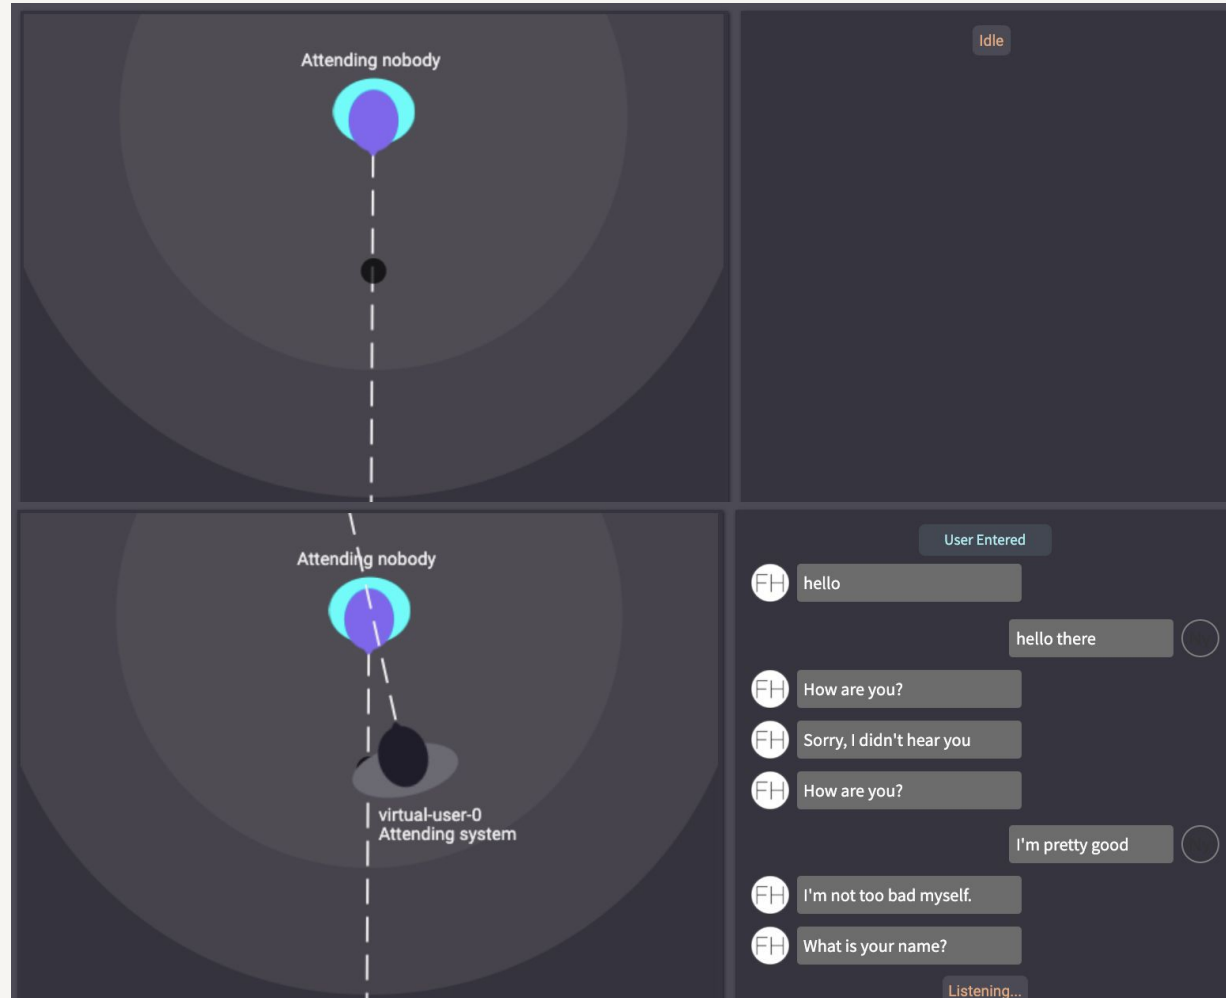 Attending nobody
Idle
Attending nobody
virtual-user-0
Attending system
User Entered
FH hello
hello there
FH How are you?
FH Sorry, I didn't hear you
FH How are you?
I'm pretty good
FH I'm not too bad myself.
FH What is your name?
Listening...